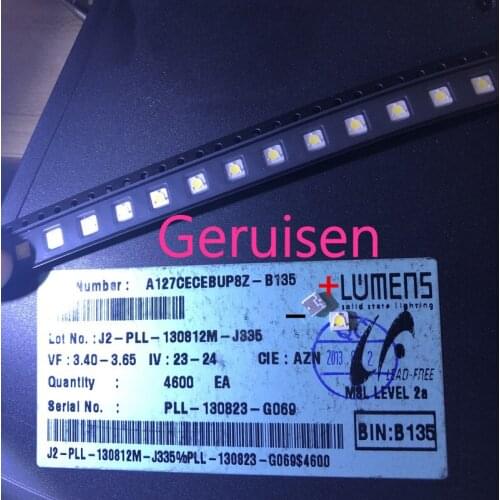 Geruisen
Number: A127CECEBUP8Z-B135
+LUMENS
solid state lighting
-
Lot No.: J2-PLL-130812M-J335
VF: 3.40-3.65 IV: 23-24 CIE: AZN
2013
2
Quantity : 4600 EA
LEAD-FREE
MSL LEVEL 2a
Serial No. : PLL-130823-G069
BIN:B135
J2-PLL-130812M-J335%PLL-130823-G069$4600